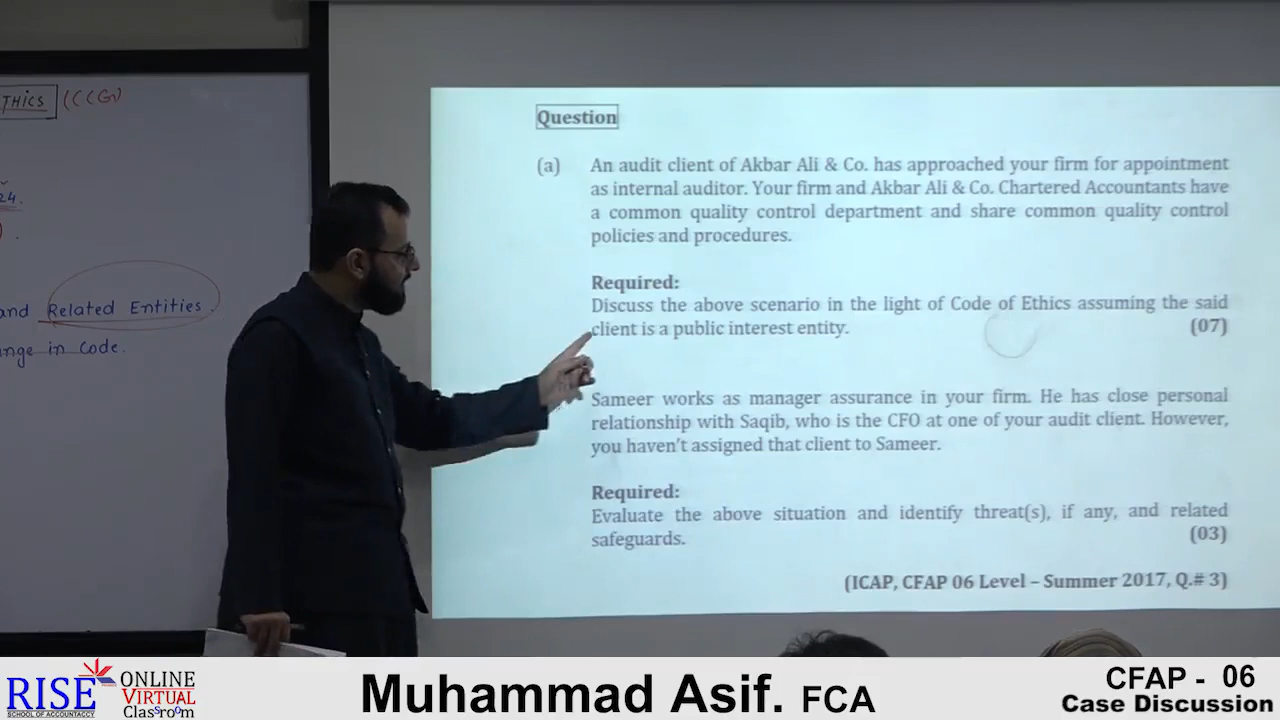 THICS (CCG)
24.
)
and Related Entities
nge in Code.
Question
(a) An audit client of Akbar Ali & Co. has approached your firm for appointment
as internal auditor. Your firm and Akbar Ali & Co. Chartered Accountants have
a common quality control department and share common quality control
policies and procedures.
Required:
Discuss the above scenario in the light of Code of Ethics assuming the said
client is a public interest entity. (07)
Sameer works as manager assurance in your firm. He has close personal
relationship with Saqib, who is the CFO at one of your audit client. However,
you haven't assigned that client to Sameer.
Required:
Evaluate the above situation and identify threat(s), if any, and related
safeguards. (03)
(ICAP, CFAP 06 Level – Summer 2017, Q.# 3)
RISE
SCHOOL OF ACCOUNTACY
ONLINE
VIRTUAL
Classroom
Muhammad Asif. FCA
CFAP - 06
Case Discussion